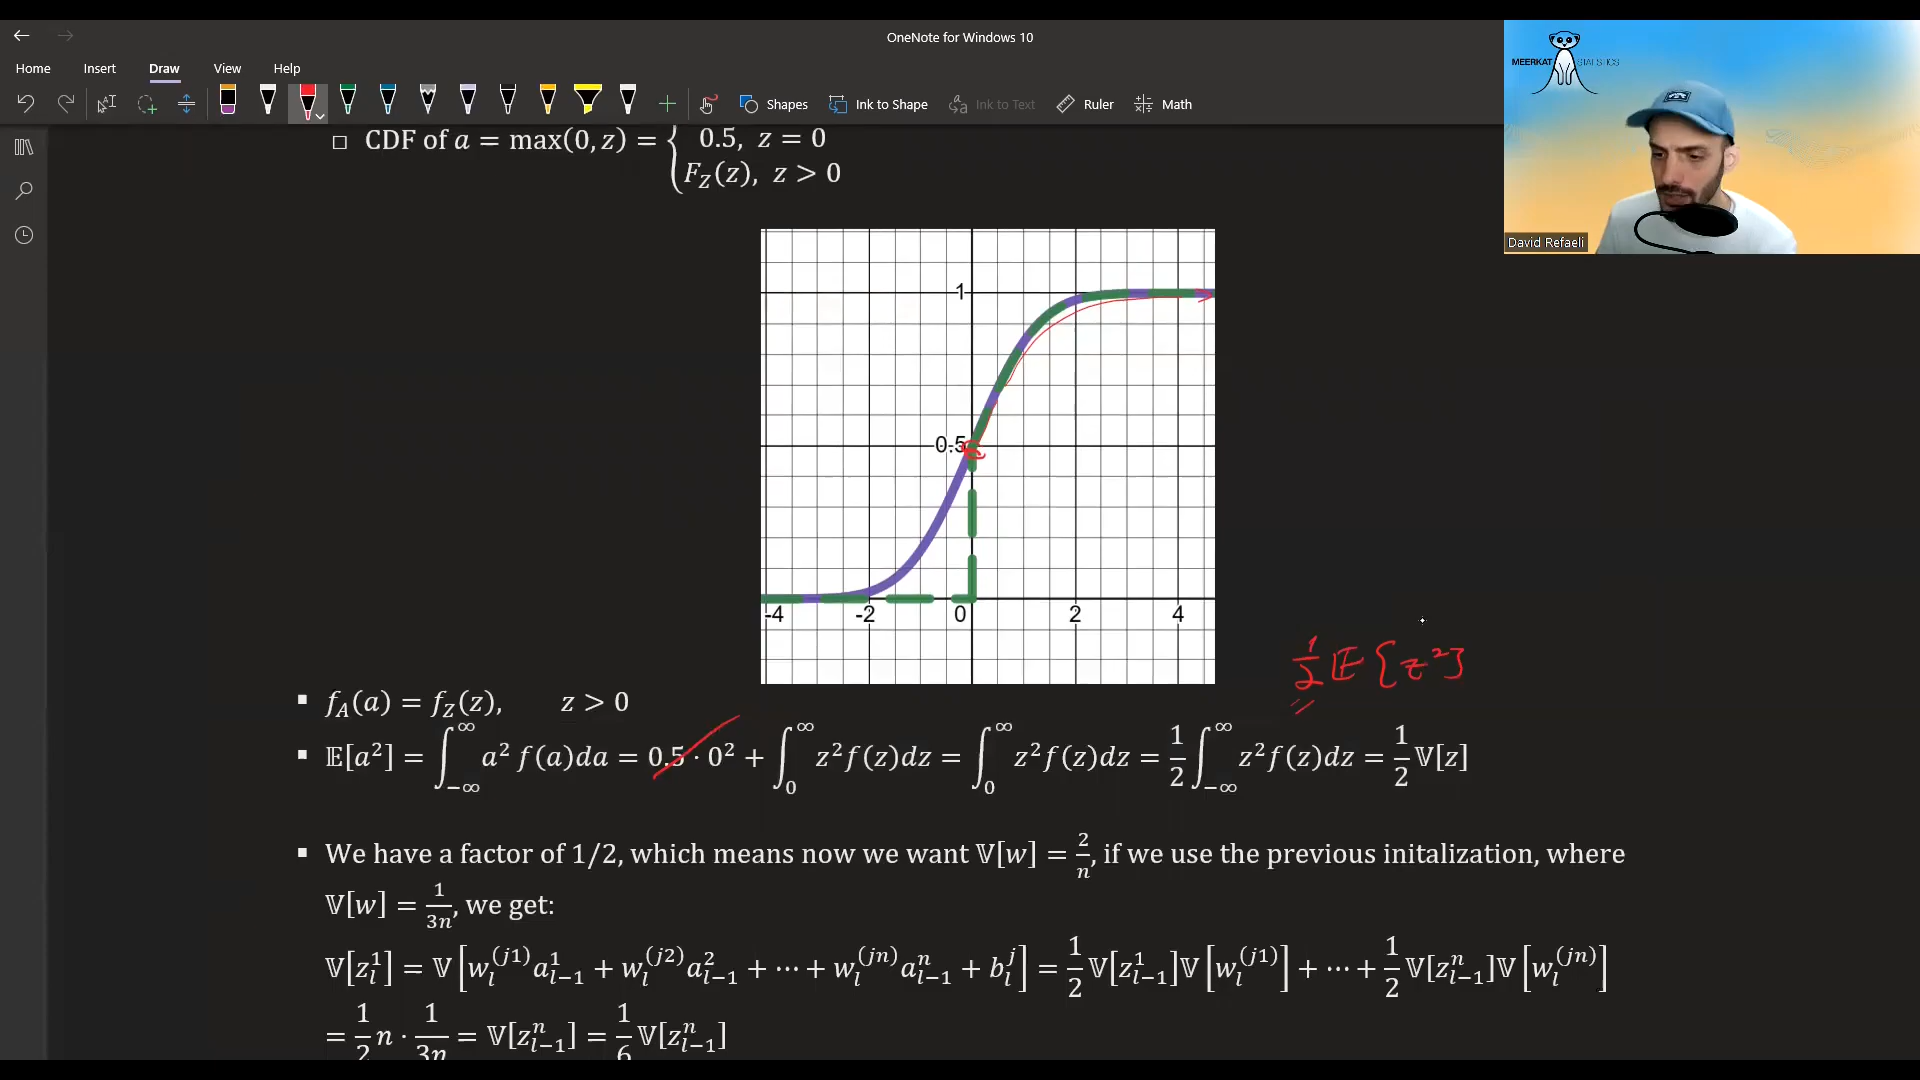 OneNote for Windows 10
Home Insert Draw View Help
Shapes Ink to Shape Ink to Text Ruler Math
MEERKAT STATISTICS
David Refaeli
□ CDF of a = max(0, z) = { 0.5, z = 0
F_Z(z), z > 0
1
0.5
-4 -2 0 2 4
1/2 𝔼{z²}
▪ f_A(a) = f_Z(z), z > 0
▪ 𝔼[a²] = ∫_{-∞}^{∞} a² f(a)da = 0.5 · 0² + ∫_0^∞ z²f(z)dz = ∫_0^∞ z²f(z)dz = 1/2 ∫_{-∞}^{∞} z²f(z)dz = 1/2 𝕍[z]
▪ We have a factor of 1/2, which means now we want 𝕍[w] = 2/n, if we use the previous initalization, where
𝕍[w] = 1/3n, we get:
𝕍[z_l^1] = 𝕍[w_l^(j1) a_{l-1}^1 + w_l^(j2) a_{l-1}^2 + ⋯ + w_l^(jn) a_{l-1}^n + b_l^j] = 1/2 𝕍[z_{l-1}^1]𝕍[w_l^(j1)] + ⋯ + 1/2 𝕍[z_{l-1}^n]𝕍[w_l^(jn)]
= 1/2 n · 1/3n = 𝕍[z_{l-1}^n] = 1/6 𝕍[z_{l-1}^n]